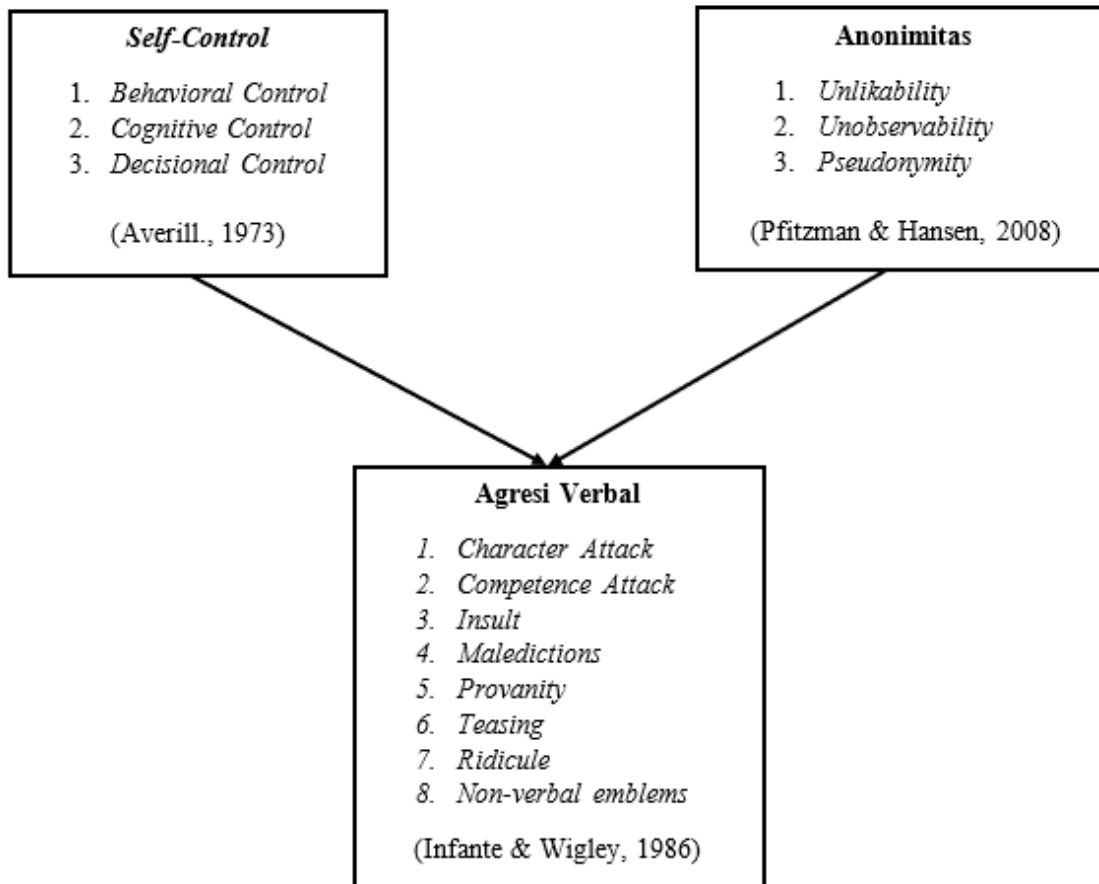 Self-Control
1. Behavioral Control
2. Cognitive Control
3. Decisional Control
(Averill., 1973)
Anonimitas
1. Unlikability
2. Unobservability
3. Pseudonymity
(Pfitzman & Hansen, 2008)
Agresi Verbal
1. Character Attack
2. Competence Attack
3. Insult
4. Maledictions
5. Provanity
6. Teasing
7. Ridicule
8. Non-verbal emblems
(Infante & Wigley, 1986)